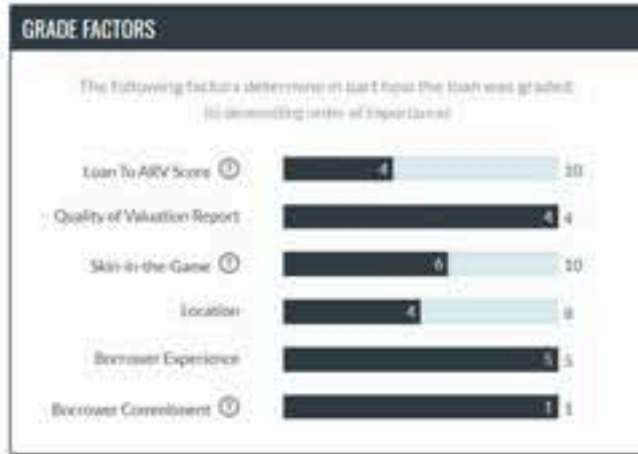 GRADE FACTORS
The following factors determine in part how the loan was graded:
(in descending order of importance)
Loan To ARV Score ? 4 10
Quality of Valuation Report 4 4
Skin-in-the-Game ? 6 10
Location 4 8
Borrower Experience 5 5
Borrower Commitment ? 1 1